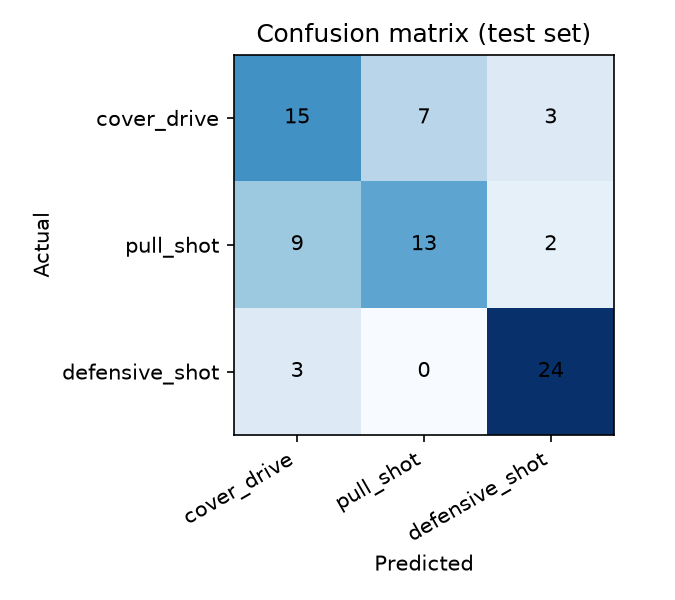 Confusion matrix (test set)
Actual
cover_drive
15
7
3
pull_shot
9
13
2
defensive_shot
3
0
24
cover_drive
pull_shot
defensive_shot
Predicted